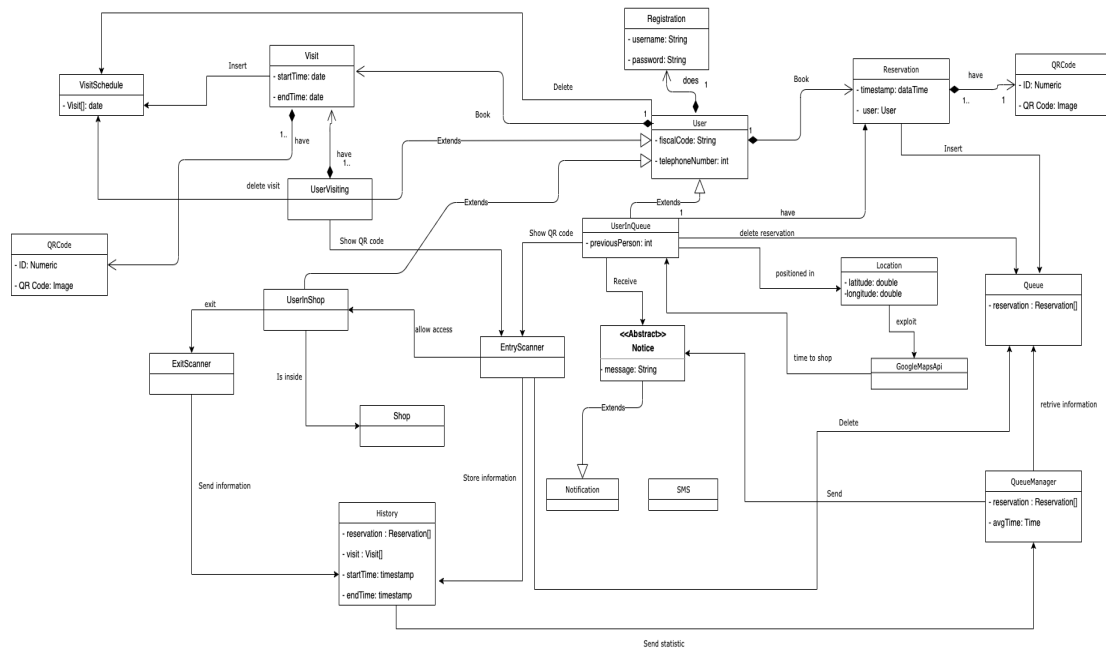 Registration
- username: String
- password: String
does
1
Visit
- startTime: date
- endTime: date
Insert
VisitSchedule
- Visit[]: date
Delete
Book
1
1
User
- fiscalCode: String
- telephoneNumber: int
1
Book
Reservation
- timestamp: dataTime
- user: User
have
1..
1
QRCode
- ID: Numeric
- QR Code: Image
1..
have
have
1..
Extends
Insert
delete visit
UserVisiting
Extends
Extends
1
have
UserInQueue
- previousPerson: int
delete reservation
QRCode
- ID: Numeric
- QR Code: Image
Show QR code
Show QR code
positioned in
Location
- latitude: double
-longitude: double
Receive
Queue
- reservation : Reservation[]
exit
UserInShop
allow access
exploit
<<Abstract>>
Notice
- message: String
EntryScanner
ExitScanner
time to shop
GoogleMapsApi
Is inside
Shop
Extends
retrive information
Delete
Store information
Send information
Notification
SMS
Send
QueueManager
- reservation : Reservation[]
- avgTime: Time
History
- reservation : Reservation[]
- visit : Visit[]
- startTime: timestamp
- endTime: timestamp
Send statistic